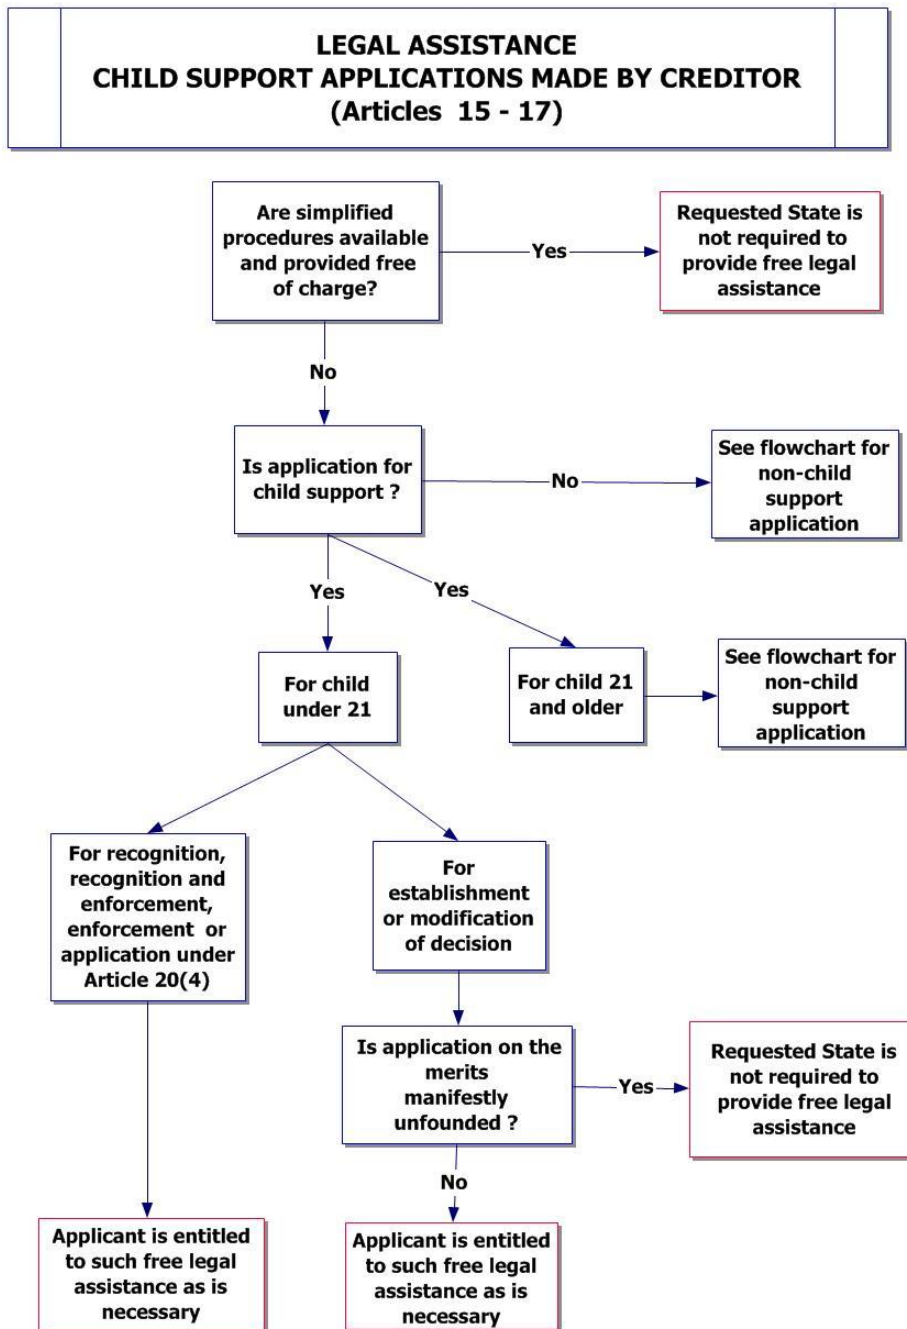 LEGAL ASSISTANCE
CHILD SUPPORT APPLICATIONS MADE BY CREDITOR
(Articles 15 - 17)
Are simplified
procedures available
and provided free
of charge?
Yes
Requested State is
not required to
provide free legal
assistance
No
Is application for
child support ?
No
See flowchart for
non-child
support
application
Yes
Yes
For child
under 21
For child 21
and older
See flowchart for
non-child
support
application
For recognition,
recognition and
enforcement,
enforcement or
application under
Article 20(4)
For
establishment
or modification
of decision
Is application on the
merits
manifestly
unfounded ?
Yes
Requested State is
not required to
provide free legal
assistance
No
Applicant is entitled
to such free legal
assistance as is
necessary
Applicant is entitled
to such free legal
assistance as is
necessary